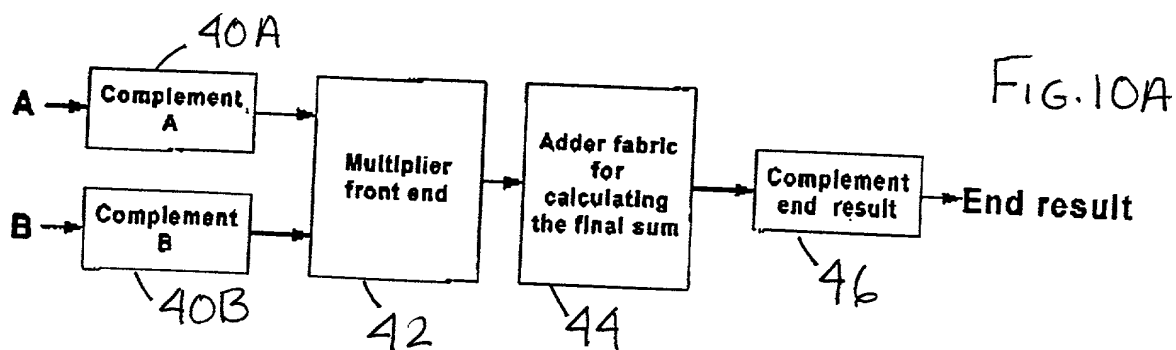 40A
FIG. 10A
A
Complement
A
Multiplier
front end
Adder fabric
for
calculating
the final sum
Complement
end result
End result
B
Complement
B
40B
42
44
46